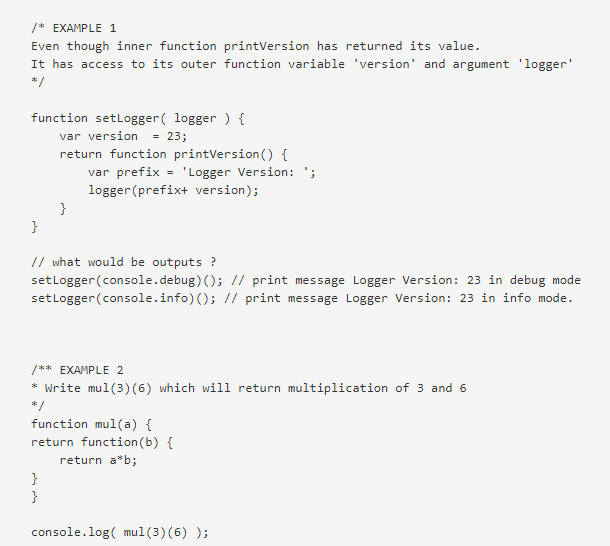 /* EXAMPLE 1
Even though inner function printVersion has returned its value.
It has access to its outer function variable 'version' and argument 'logger'
*/

function setLogger( logger ) {
    var version  = 23;
    return function printVersion() {
        var prefix = 'Logger Version: ';
        logger(prefix+ version);
    }
}

// what would be outputs ?
setLogger(console.debug)(); // print message Logger Version: 23 in debug mode
setLogger(console.info)(); // print message Logger Version: 23 in info mode.

/** EXAMPLE 2
* Write mul(3)(6) which will return multiplication of 3 and 6
*/
function mul(a) {
return function(b) {
    return a*b;
}
}

console.log( mul(3)(6) );